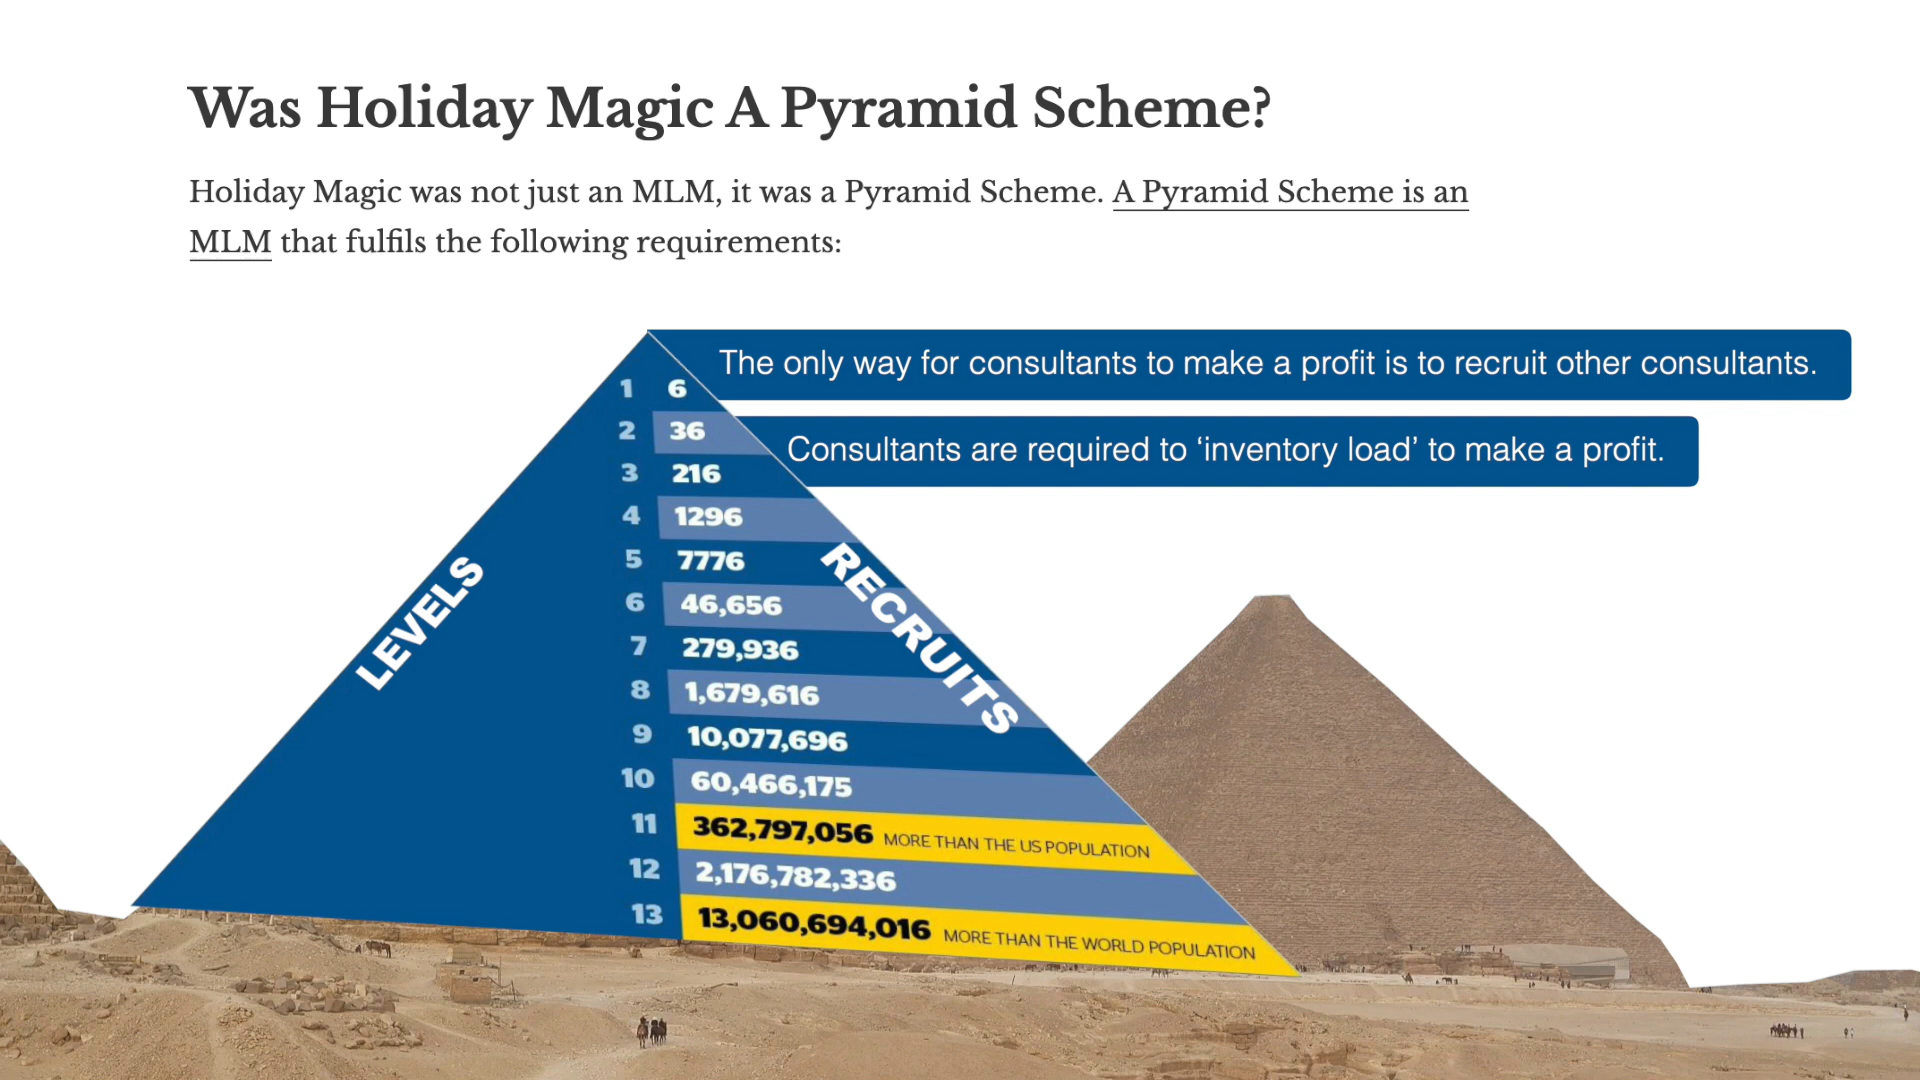 Was Holiday Magic A Pyramid Scheme?
Holiday Magic was not just an MLM, it was a Pyramid Scheme. A Pyramid Scheme is an
MLM that fulfils the following requirements:
The only way for consultants to make a profit is to recruit other consultants.
Consultants are required to ‘inventory load’ to make a profit.
LEVELS
RECRUITS
1 6
2 36
3 216
4 1296
5 7776
6 46,656
7 279,936
8 1,679,616
9 10,077,696
10 60,466,175
11 362,797,056 MORE THAN THE US POPULATION
12 2,176,782,336
13 13,060,694,016 MORE THAN THE WORLD POPULATION